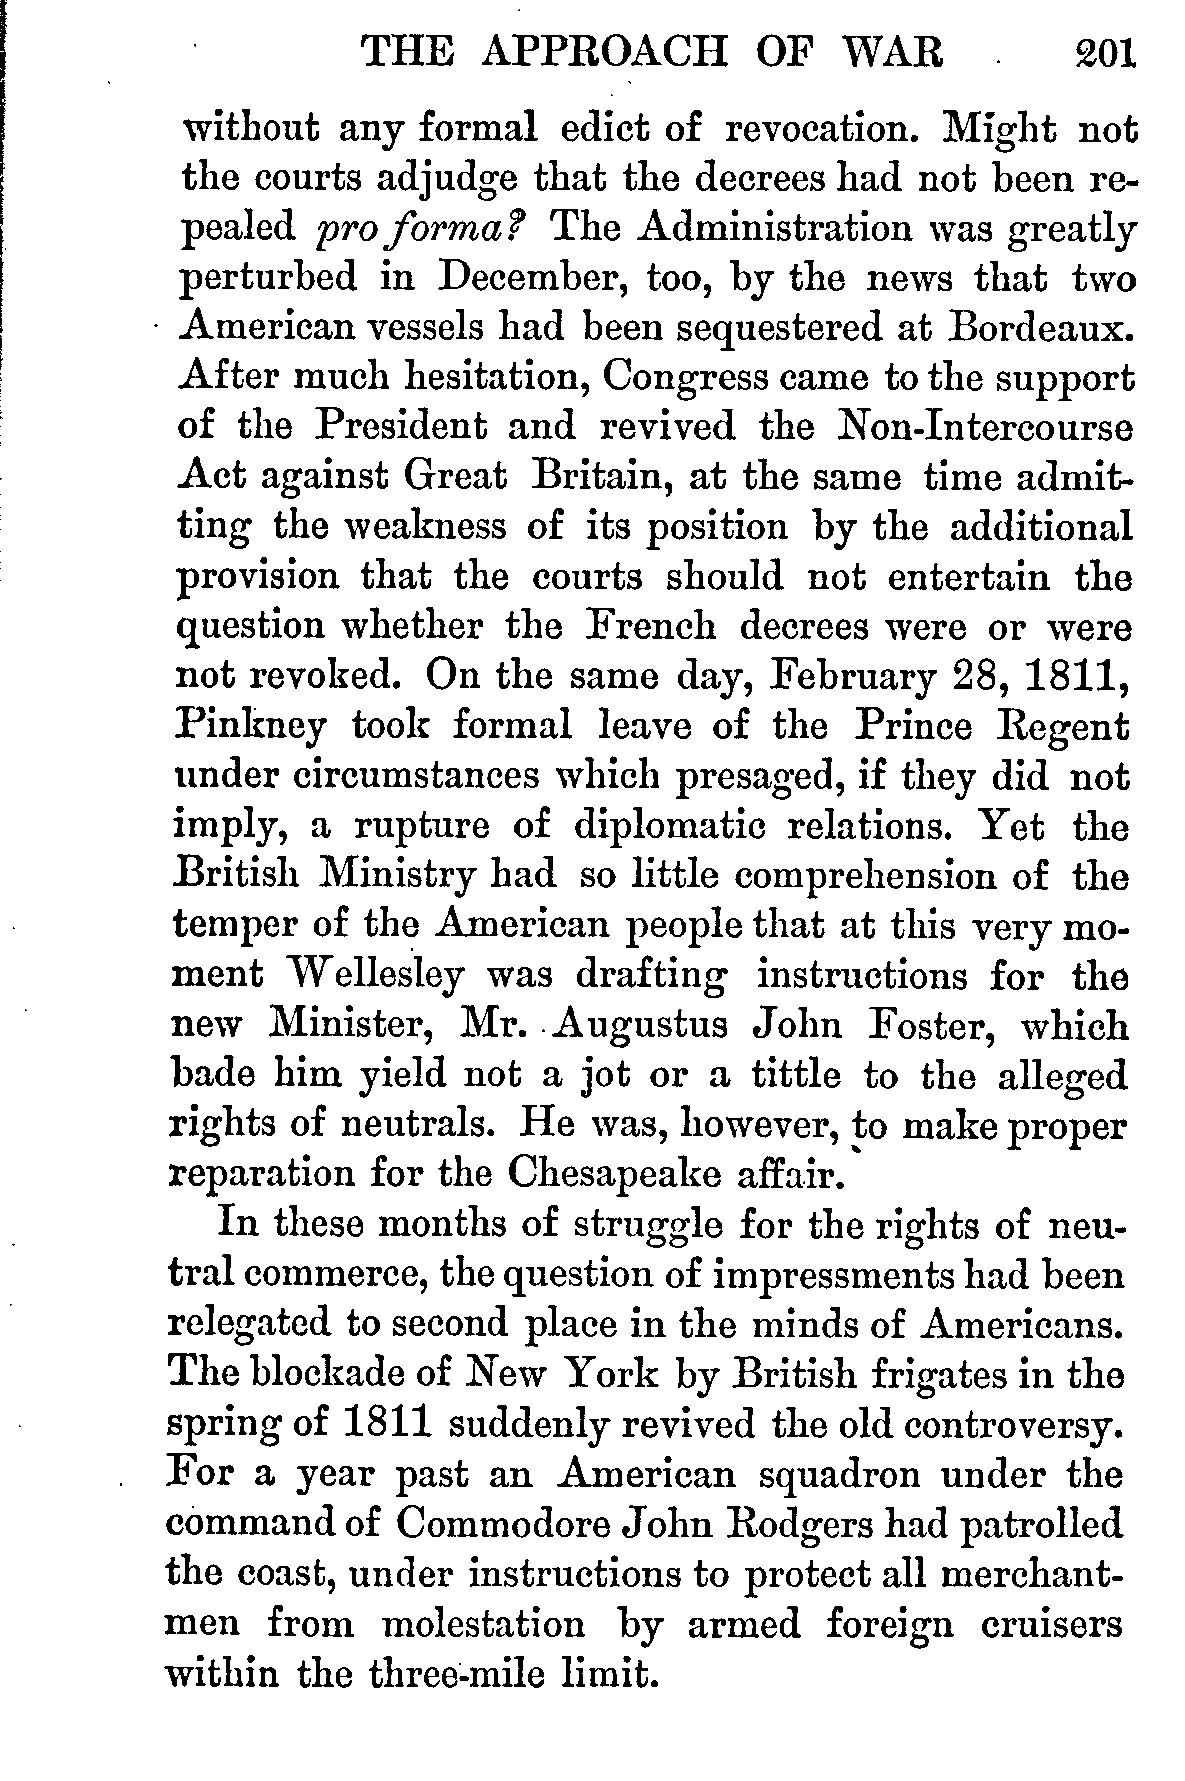 THE APPROACH OF WAR 201
without any formal edict of revocation. Might not
the courts adjudge that the decrees had not been re-
pealed pro forma? The Administration was greatly
perturbed in December, too, by the news that two
American vessels had been sequestered at Bordeaux.
After much hesitation, Congress came to the support
of the President and revived the Non-Intercourse
Act against Great Britain, at the same time admit-
ting the weakness of its position by the additional
provision that the courts should not entertain the
question whether the French decrees were or were
not revoked. On the same day, February 28, 1811,
Pinkney took formal leave of the Prince Regent
under circumstances which presaged, if they did not
imply, a rupture of diplomatic relations. Yet the
British Ministry had so little comprehension of the
temper of the American people that at this very mo-
ment Wellesley was drafting instructions for the
new Minister, Mr. Augustus John Foster, which
bade him yield not a jot or a tittle to the alleged
rights of neutrals. He was, however, to make proper
reparation for the Chesapeake affair.
In these months of struggle for the rights of neu-
tral commerce, the question of impressments had been
relegated to second place in the minds of Americans.
The blockade of New York by British frigates in the
spring of 1811 suddenly revived the old controversy.
For a year past an American squadron under the
command of Commodore John Rodgers had patrolled
the coast, under instructions to protect all merchant-
men from molestation by armed foreign cruisers
within the three-mile limit.